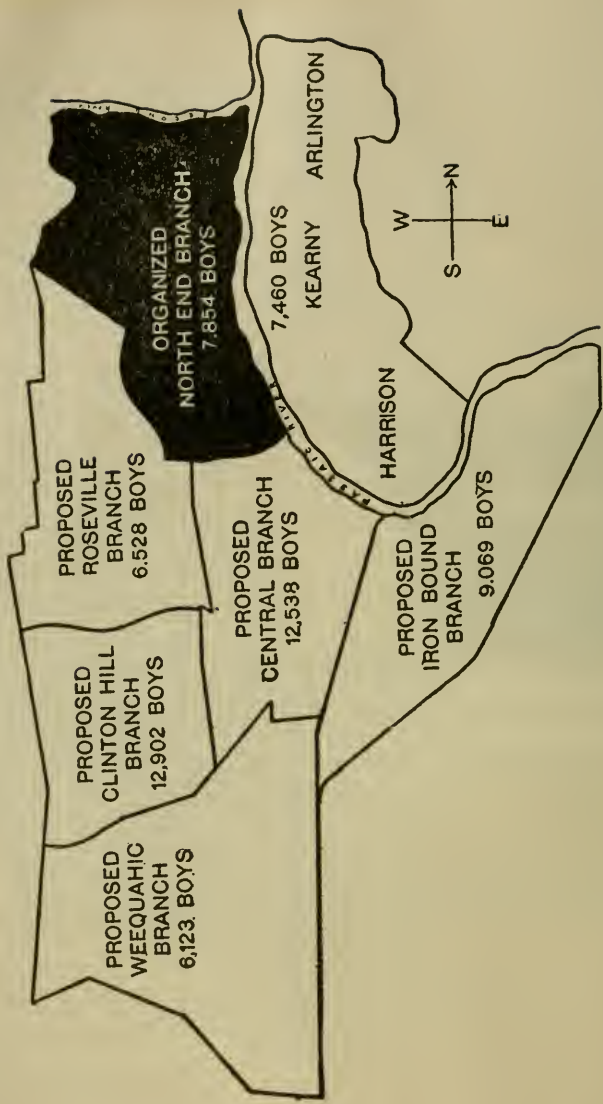 PROPOSED
WEEQUAHIC
BRANCH
6,123. BOYS
PROPOSED
CLINTON HILL
BRANCH
12,902 BOYS
PROPOSED
ROSEVILLE
BRANCH
6.528 BOYS
ORGANIZED
NORTH END BRANCH
7.854 BOYS
PROPOSED
CENTRAL BRANCH
12,538 BOYS
PASSAIC RIVER
7,460 BOYS
KEARNY ARLINGTON
HARRISON
PROPOSED
IRON BOUND
BRANCH
9.069 BOYS
W
S N
E